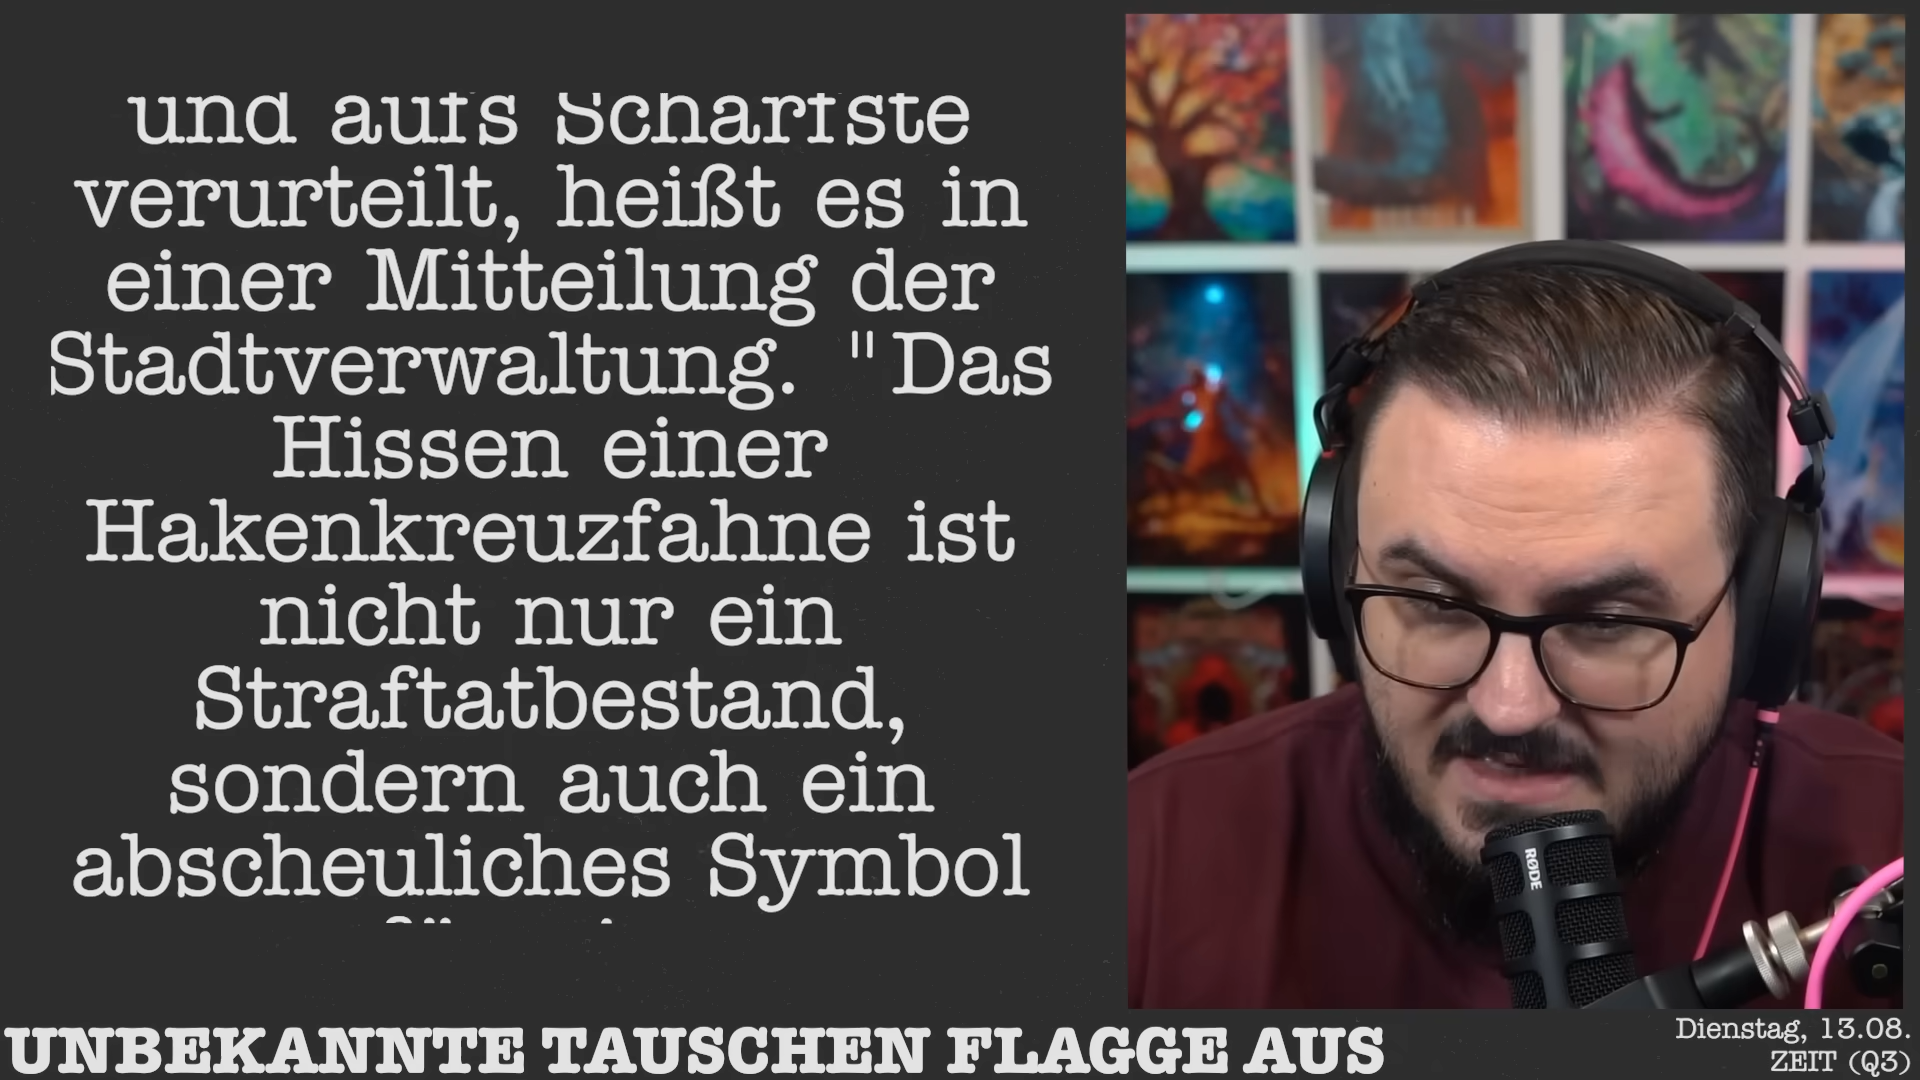 und aufs Schärfste
verurteilt, heißt es in
einer Mitteilung der
Stadtverwaltung. "Das
Hissen einer
Hakenkreuzfahne ist
nicht nur ein
Straftatbestand,
sondern auch ein
abscheuliches Symbol
RØDE
UNBEKANNTE TAUSCHEN FLAGGE AUS
Dienstag, 13.08.
ZEIT (Q3)